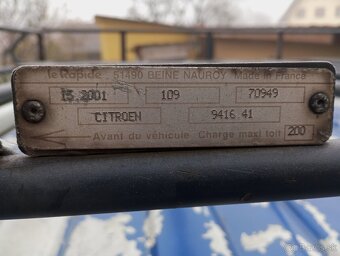 le Rapide 51490 BEINE NAUROY Made in France
15.2001 109 70949
CITROEN 9416.41
Avant du véhicule Charge maxi toit 200